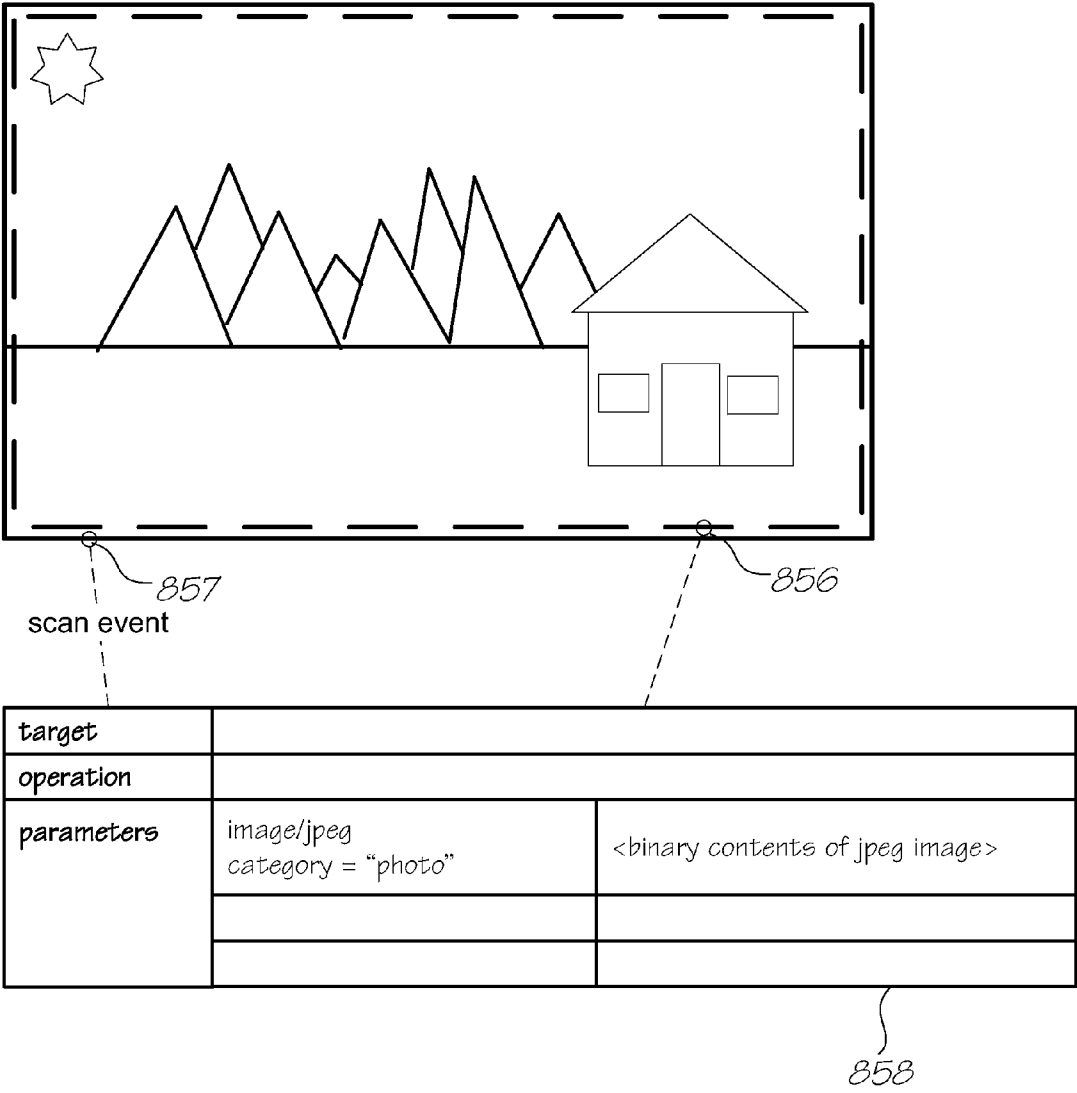 857
856
scan event
target
operation
parameters
image/jpeg
category = “photo”
<binary contents of jpeg image>
858